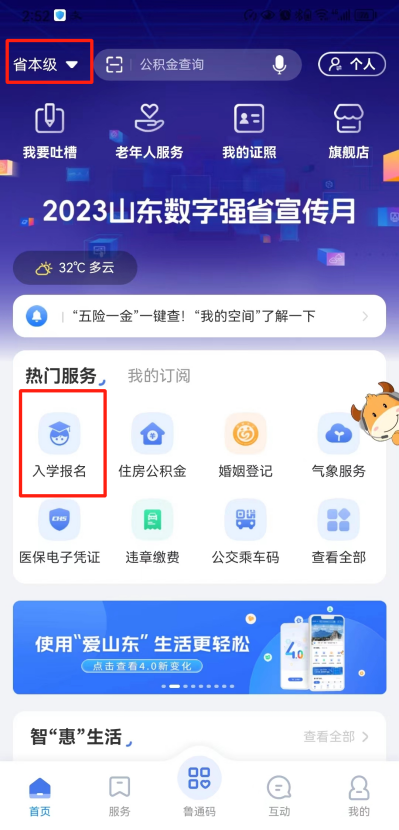 省本级
公积金查询
个人
我要吐槽
老年人服务
我的证照
旗舰店
2023山东数字强省宣传月
32℃ 多云
“五险一金”一键查！“我的空间”了解一下
热门服务
我的订阅
入学报名
住房公积金
婚姻登记
气象服务
CHS
医保电子凭证
违章缴费
公交乘车码
查看全部
使用“爱山东”生活更轻松
点击查看4.0新变化
4.0
智“惠”生活
查看全部
首页
服务
鲁通码
互动
我的